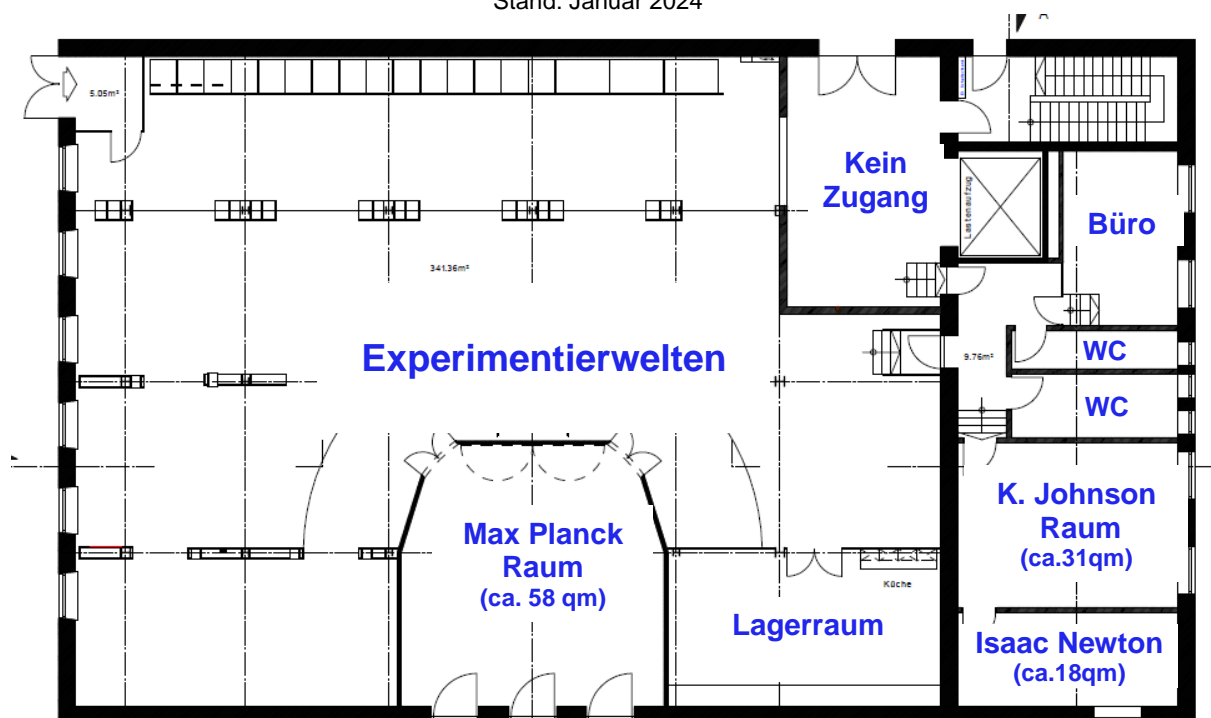 Stand: Januar 2024
A
5.05m²
Kein
Zugang
Lastenaufzug
Büro
341.36m²
Experimentierwelten
9.76m²
WC
WC
K. Johnson
Raum
(ca.31qm)
Max Planck
Raum
(ca. 58 qm)
Küche
Lagerraum
Isaac Newton
(ca.18qm)